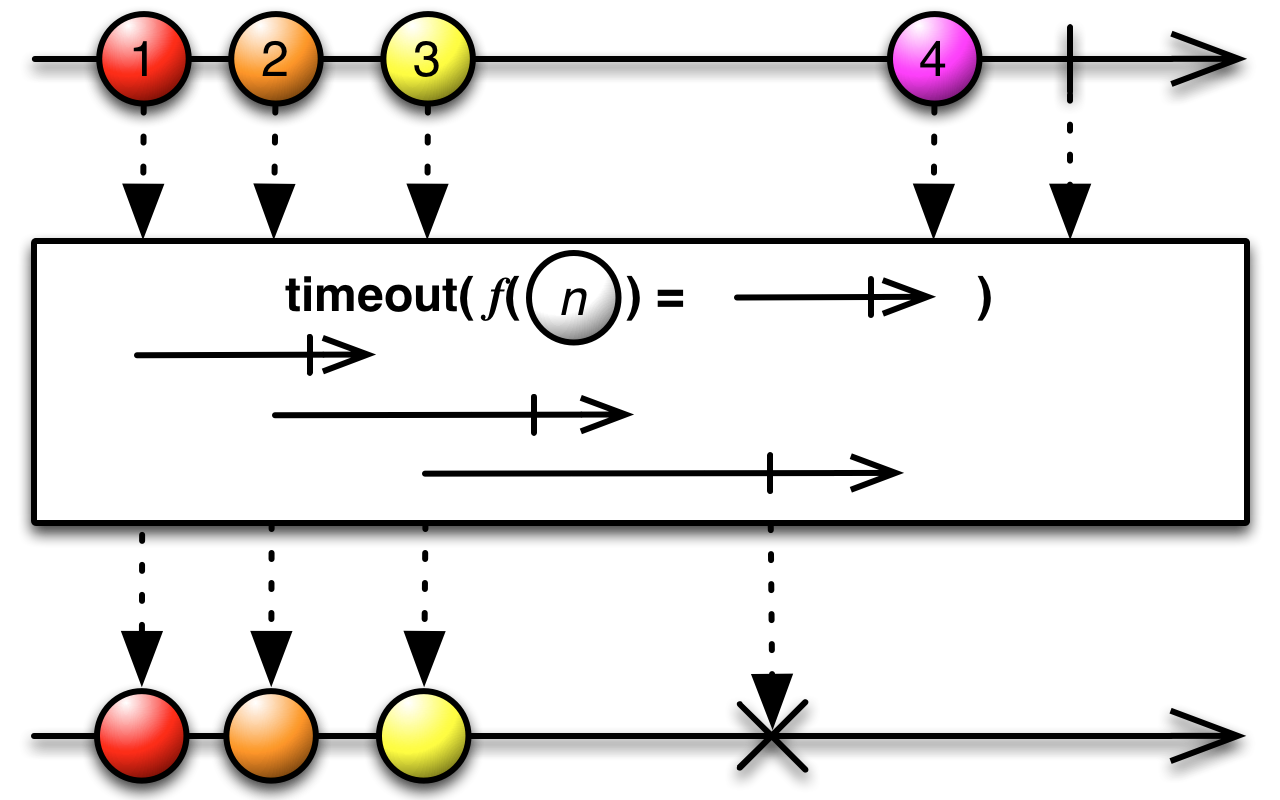 1 2 3 4
timeout( f( n ) = )